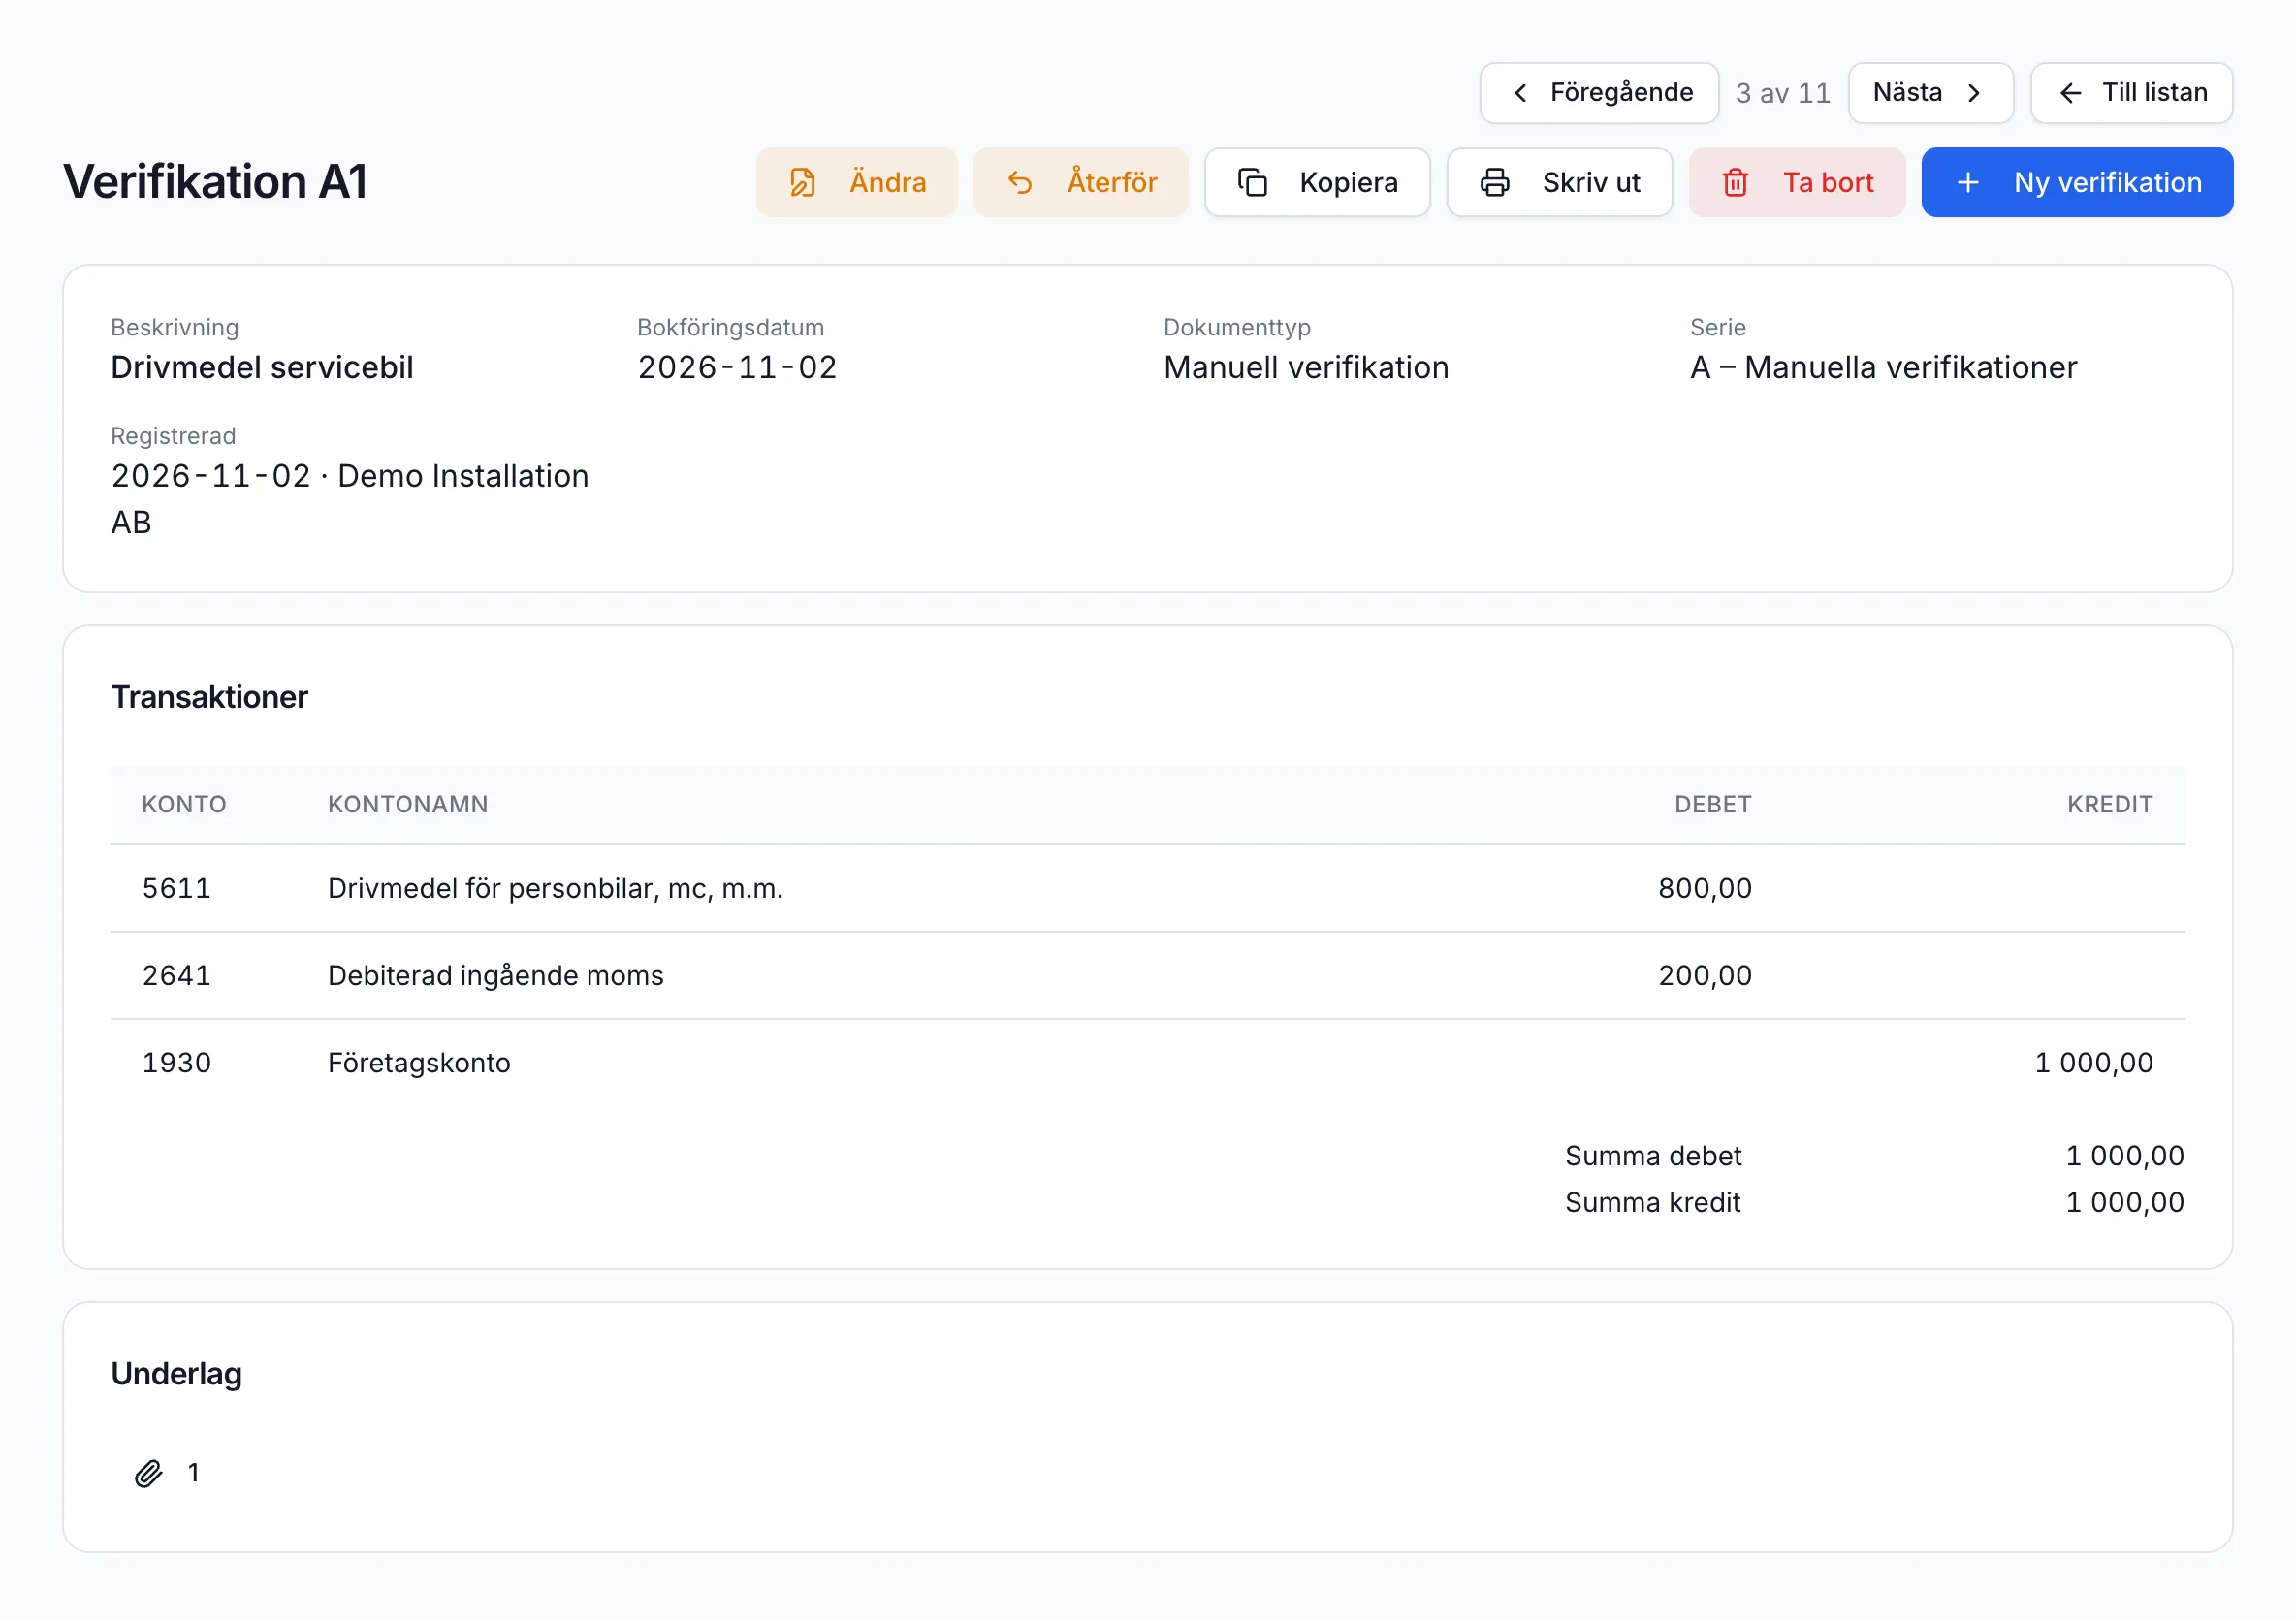 Föregående 3 av 11 Nästa Till listan
Verifikation A1 Ändra Återför Kopiera Skriv ut Ta bort Ny verifikation
Beskrivning Bokföringsdatum Dokumenttyp Serie
Drivmedel servicebil 2026-11-02 Manuell verifikation A – Manuella verifikationer
Registrerad
2026-11-02 · Demo Installation
AB
Transaktioner
KONTO KONTONAMN DEBET KREDIT
5611 Drivmedel för personbilar, mc, m.m. 800,00
2641 Debiterad ingående moms 200,00
1930 Företagskonto 1 000,00
Summa debet 1 000,00
Summa kredit 1 000,00
Underlag
1